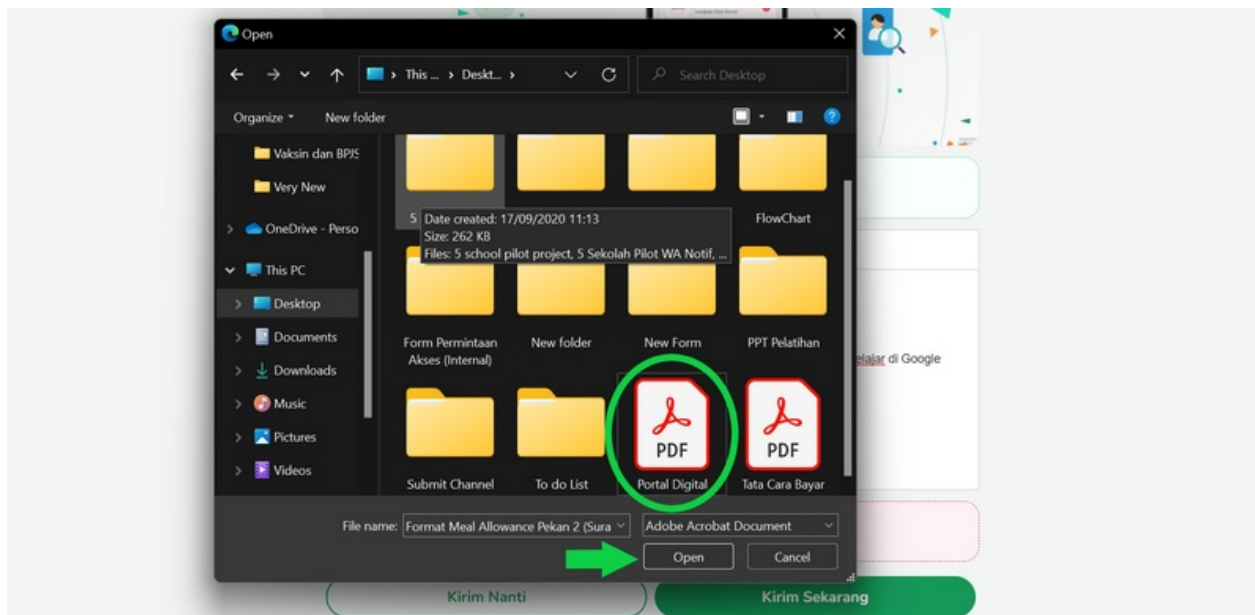 Open
This ... > Deskt... >
Search Desktop
Organize
New folder
Vaksin dan BPJS
Very New
OneDrive - Perso
This PC
Desktop
Documents
Downloads
Music
Pictures
Videos
5
FlowChart
Date created: 17/09/2020 11:13
Size: 262 KB
Files: 5 school pilot project, 5 Sekolah Pilot WA Notif, ...
Form Permintaan
Akses (Internal)
New folder
New Form
PPT Pelatihan
PDF
PDF
Submit Channel
To do List
Portal Digital
Tata Cara Bayar
elajar di Google
File name:
Format Meal Allowance Pekan 2 (Sura
Adobe Acrobat Document
Open
Cancel
Kirim Nanti
Kirim Sekarang